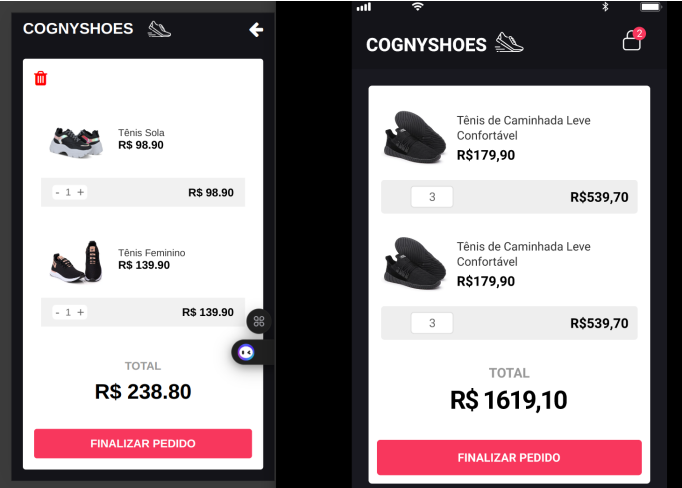 COGNYSHOES
Tênis Sola
R$ 98.90
- 1 +
R$ 98.90
Tênis Feminino
R$ 139.90
- 1 +
R$ 139.90
TOTAL
R$ 238.80
FINALIZAR PEDIDO
COGNYSHOES
2
Tênis de Caminhada Leve
Confortável
R$179,90
3
R$539,70
Tênis de Caminhada Leve
Confortável
R$179,90
3
R$539,70
TOTAL
R$ 1619,10
FINALIZAR PEDIDO